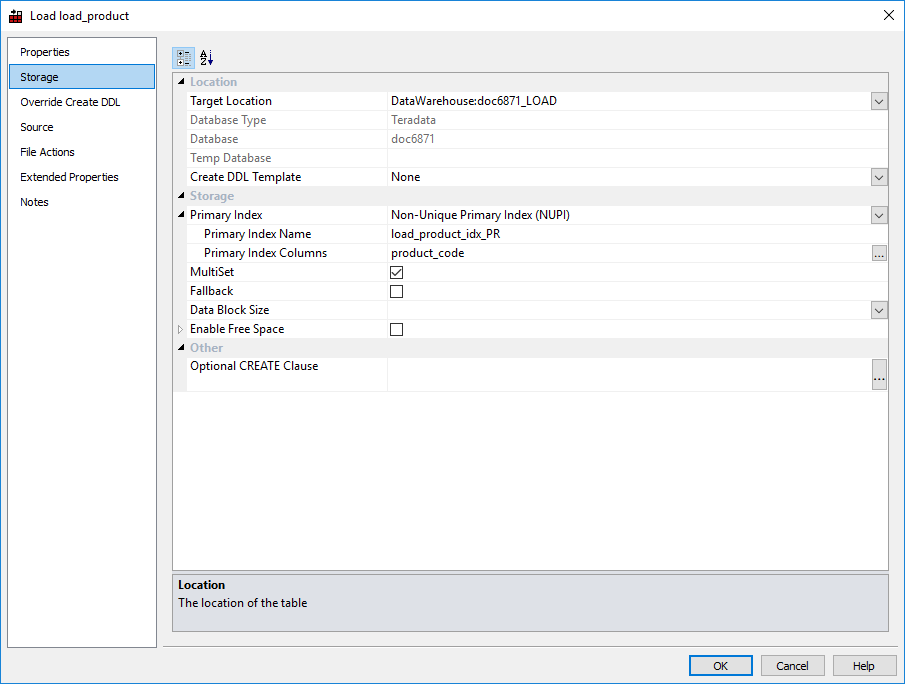 Load load_product
Properties
Storage
Override Create DDL
Source
File Actions
Extended Properties
Notes
Location
Target Location DataWarehouse:doc6871_LOAD
Database Type Teradata
Database doc6871
Temp Database
Create DDL Template None
Storage
Primary Index Non-Unique Primary Index (NUPI)
Primary Index Name load_product_idx_PR
Primary Index Columns product_code ...
MultiSet
Fallback
Data Block Size
Enable Free Space
Other
Optional CREATE Clause ...
Location
The location of the table
OK Cancel Help